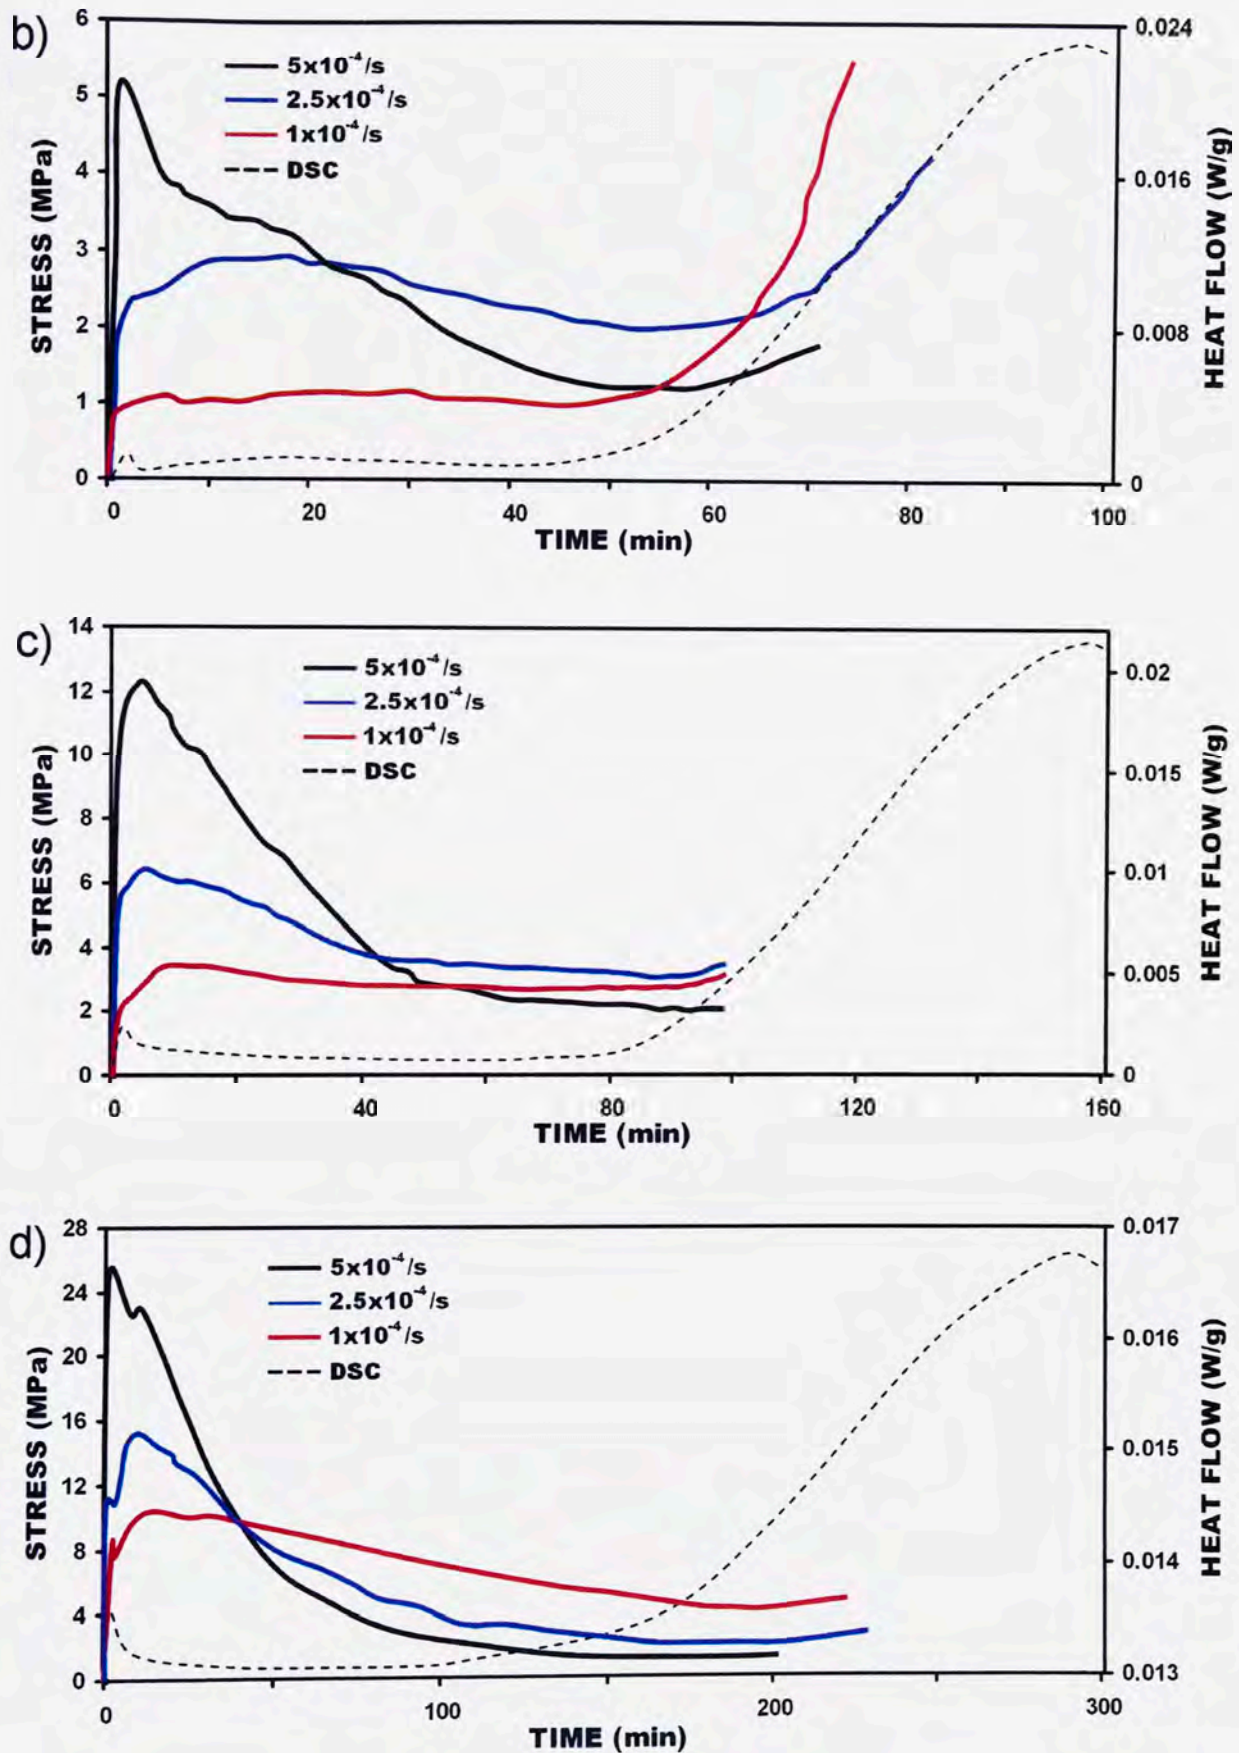 b)
6
5
4
3
2
1
0
STRESS (MPa)
5x10⁻⁴/s
2.5x10⁻⁴/s
1x10⁻⁴/s
DSC
0.024
0.016
0.008
0
HEAT FLOW (W/g)
0 20 40 60 80 100
TIME (min)
c)
14
12
10
8
6
4
2
0
STRESS (MPa)
5x10⁻⁴/s
2.5x10⁻⁴/s
1x10⁻⁴/s
DSC
0.02
0.015
0.01
0.005
0
HEAT FLOW (W/g)
0 40 80 120 160
TIME (min)
d)
28
24
20
16
12
8
4
0
STRESS (MPa)
5x10⁻⁴/s
2.5x10⁻⁴/s
1x10⁻⁴/s
DSC
0.017
0.016
0.015
0.014
0.013
HEAT FLOW (W/g)
0 100 200 300
TIME (min)